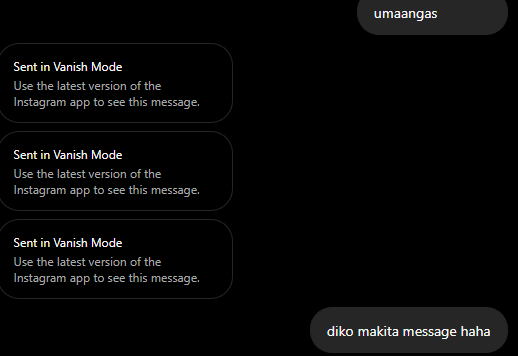 umaangas
Sent in Vanish Mode
Use the latest version of the
Instagram app to see this message.
Sent in Vanish Mode
Use the latest version of the
Instagram app to see this message.
Sent in Vanish Mode
Use the latest version of the
Instagram app to see this message.
diko makita message haha